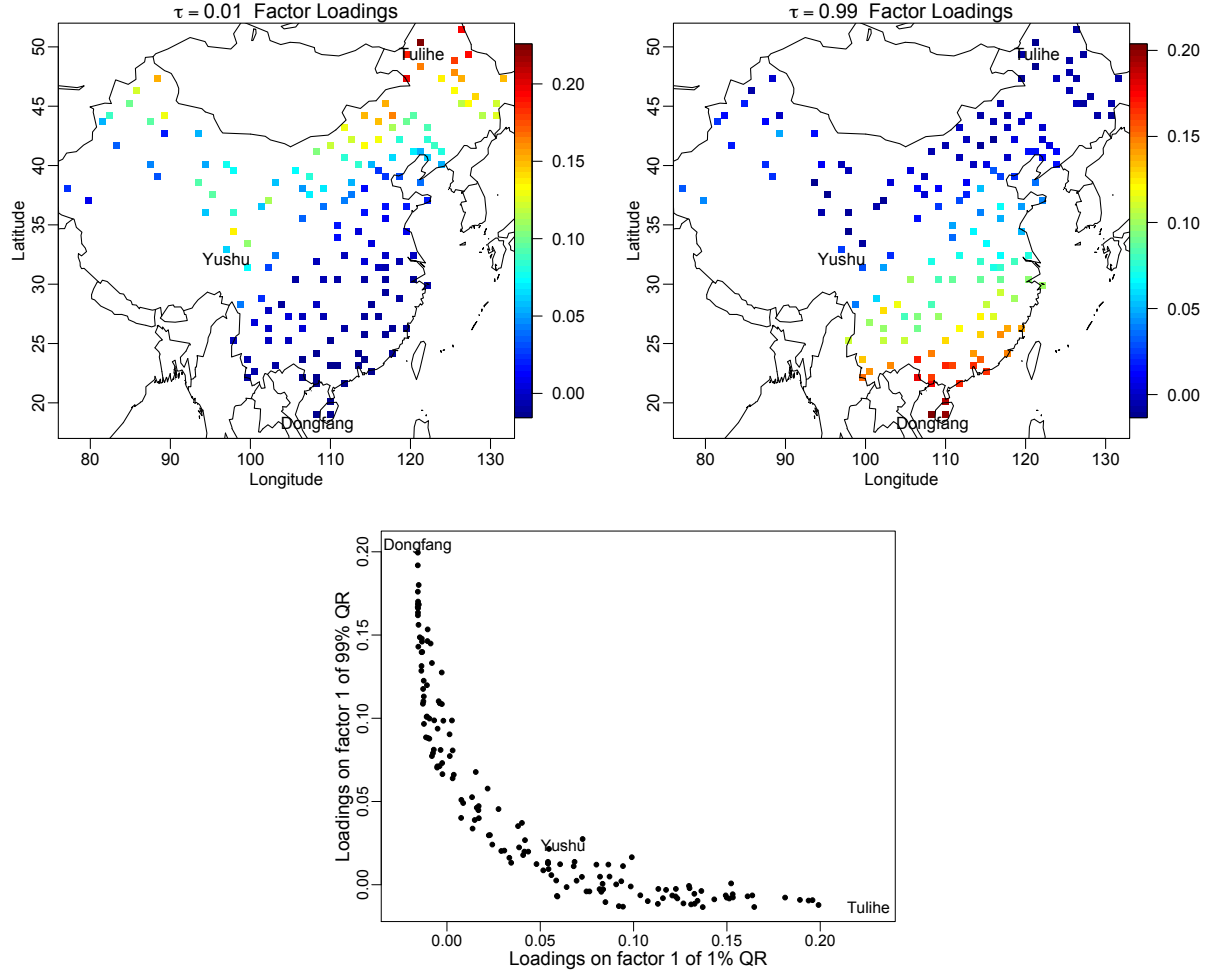 τ = 0.01 Factor Loadings
50
45
40
35
30
25
20
Latitude
Tulihe
Yushu
Dongfang
80 90 100 110 120 130
Longitude
0.20
0.15
0.10
0.05
0.00
τ = 0.99 Factor Loadings
50
45
40
35
30
25
20
Latitude
Tulihe
Yushu
Dongfang
80 90 100 110 120 130
Longitude
0.20
0.15
0.10
0.05
0.00
Dongfang
0.20
0.15
0.10
0.05
0.00
Loadings on factor 1 of 99% QR
Yushu
Tulihe
0.00 0.05 0.10 0.15 0.20
Loadings on factor 1 of 1% QR